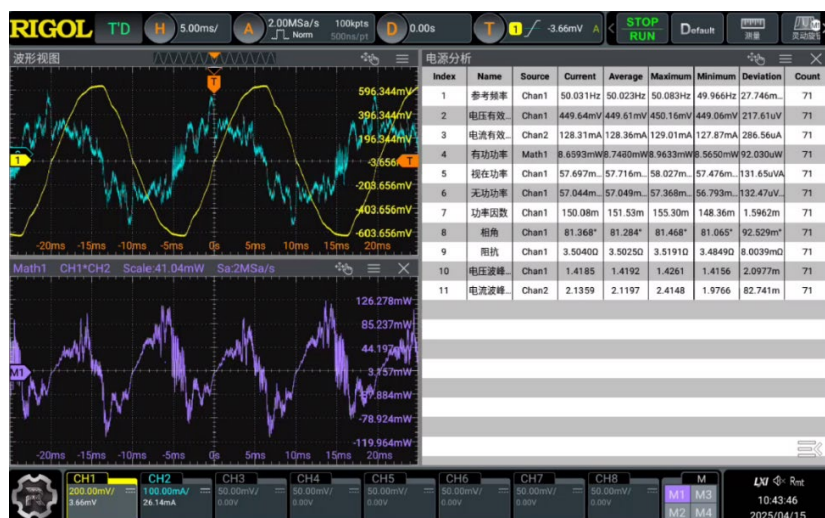 RIGOL T'D H 5.00ms/ A 2.00MSa/s 100kpts D 0.00s T 1 -3.66mV A STOP Default 测量
Norm 500ns/pt RUN
波形视图
T
596.344mV
396.344mV
196.344mV
1 -3.656 T
-203.656mV
-403.656mV
-603.656mV
-20ms -15ms -10ms -5ms 0s 5ms 10ms 15ms 20ms
Math1 CH1*CH2 Scale:41.04mW Sa:2MSa/s
126.278mW
85.237mW
44.197mW
M1 3.157mW
-37.884mW
-78.924mW
-119.964mW
-20ms -15ms -10ms -5ms 0s 5ms 10ms 15ms 20ms
电源分析
Index Name Source Current Average Maximum Minimum Deviation Count
1 参考频率 Chan1 50.031Hz 50.023Hz 50.083Hz 49.966Hz 27.746m... 71
2 电压有效... Chan1 449.64mV 449.61mV 450.16mV 449.06mV 217.61uV 71
3 电流有效... Chan2 128.31mA 128.36mA 129.01mA 127.87mA 286.56uA 71
4 有功功率 Math1 8.6593mW 8.7480mW 8.9633mW 8.5650mW 92.030uW 71
5 视在功率 Chan1 57.697m... 57.716m... 58.027m... 57.476m... 131.65uVA 71
6 无功功率 Chan1 57.044m... 57.049m... 57.368m... 56.793m... 132.47uV... 71
7 功率因数 Chan1 150.08m 151.53m 155.30m 148.36m 1.5962m 71
8 相角 Chan1 81.368° 81.284° 81.468° 81.065° 92.529m° 71
9 阻抗 Chan1 3.5040Ω 3.5025Ω 3.5191Ω 3.4849Ω 8.0039mΩ 71
10 电压波峰... Chan1 1.4185 1.4192 1.4261 1.4156 2.0977m 71
11 电流波峰... Chan2 2.1359 2.1197 2.4148 1.9766 82.741m 71
CH1 CH2 CH3 CH4 CH5 CH6 CH7 CH8 M
200.00mV/ 100.00mA/ 50.00mV/ 50.00mV/ 50.00mV/ 50.00mV/ 50.00mV/ 50.00mV/ M1 M3
3.66mV 26.14mA 0.00V 0.00V 0.00V 0.00V 0.00V 0.00V M2 M4
LXI Rmt
10:43:46
2025/04/15